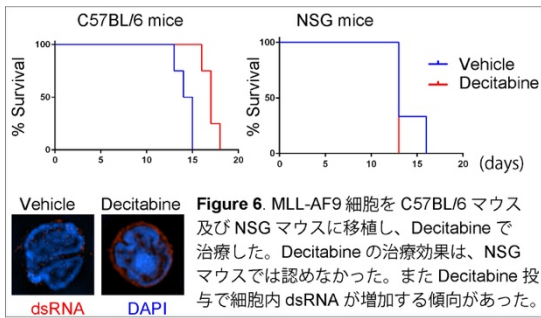 C57BL/6 mice
NSG mice
% Survival
100
50
0
0 5 10 15 20
% Survival
100
50
0
0 5 10 15 20
(days)
Vehicle
Decitabine
Vehicle
Decitabine
dsRNA
DAPI
Figure 6. MLL-AF9 細胞を C57BL/6 マウス
及び NSG マウスに移植し、Decitabine で
治療した。Decitabine の治療効果は、NSG
マウスでは認めなかった。また Decitabine 投
与で細胞内 dsRNA が増加する傾向があった。